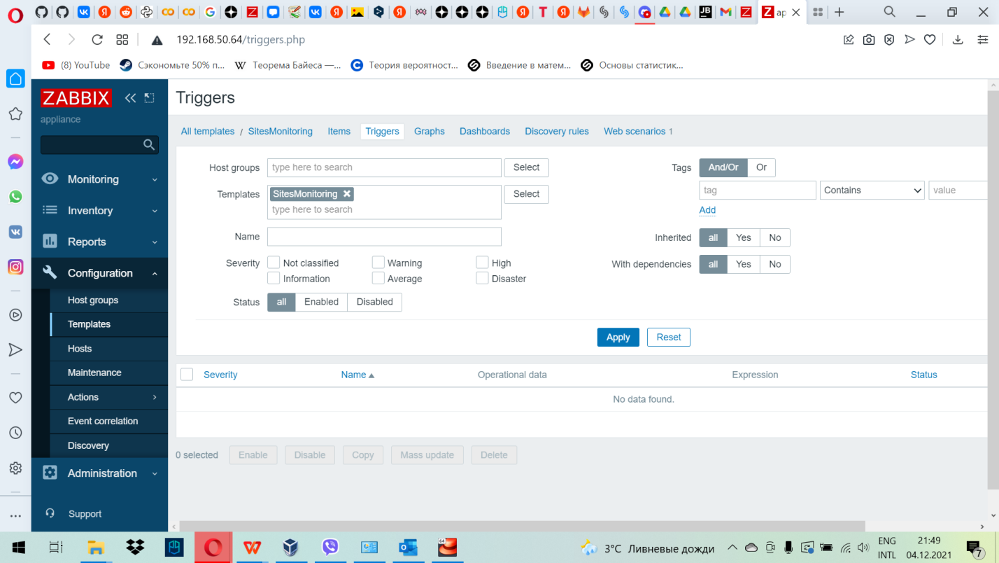 192.168.50.64/triggers.php
(8) YouTube Сэкономьте 50% п... W Теорема Байеса —... Теория вероятност... Введение в матем... Основы статистик...
ZABBIX
appliance
Monitoring
Inventory
Reports
Configuration
Host groups
Templates
Hosts
Maintenance
Actions
Event correlation
Discovery
Administration
Support
Triggers
All templates / SitesMonitoring Items Triggers Graphs Dashboards Discovery rules Web scenarios 1
Host groups type here to search Select
Templates SitesMonitoring Select
type here to search
Name
Severity Not classified Warning High
Information Average Disaster
Status all Enabled Disabled
Tags And/Or Or
tag Contains value
Add
Inherited all Yes No
With dependencies all Yes No
Apply Reset
Severity Name Operational data Expression Status
No data found.
0 selected Enable Disable Copy Mass update Delete
3°C Ливневые дожди
ENG
INTL
21:49
04.12.2021
7